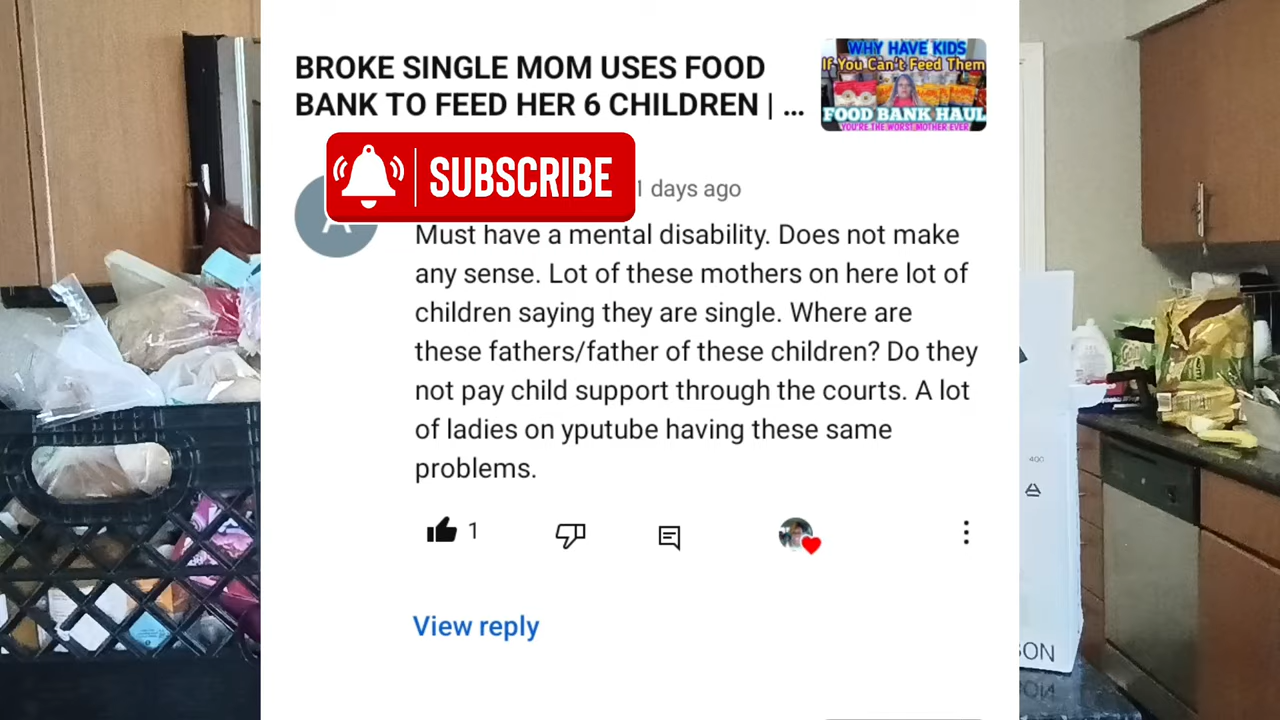 BROKE SINGLE MOM USES FOOD
BANK TO FEED HER 6 CHILDREN | ...
WHY HAVE KIDS
If You Can't Feed Them
FOOD BANK HAUL
YOU'RE THE WORST MOTHER EVER
SUBSCRIBE
1 days ago
Must have a mental disability. Does not make
any sense. Lot of these mothers on here lot of
children saying they are single. Where are
these fathers/father of these children? Do they
not pay child support through the courts. A lot
of ladies on yputube having these same
problems.
1
View reply
400
SON